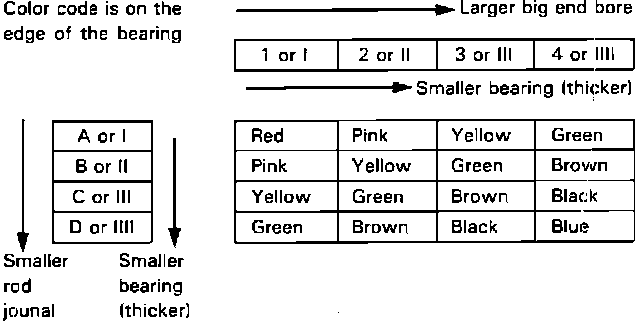 Color code is on the
edge of the bearing
Larger big end bore
1 or I 2 or II 3 or III 4 or IIII
Smaller bearing (thicker)
A or I Red Pink Yellow Green
B or II Pink Yellow Green Brown
C or III Yellow Green Brown Black
D or IIII Green Brown Black Blue
Smaller
rod
jounal
Smaller
bearing
(thicker)